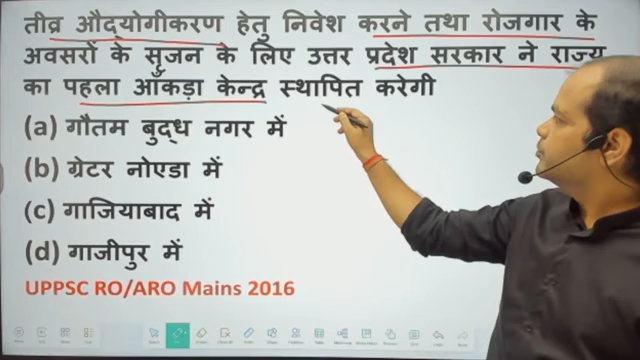 तीव्र औद्योगीकरण हेतु निवेश करने तथा रोजगार के
अवसरों के सृजन के लिए उत्तर प्रदेश सरकार ने राज्य
का पहला आँकड़ा केन्द्र स्थापित करेगी
(a) गौतम बुद्ध नगर में
(b) ग्रेटर नोएडा में
(c) गाजियाबाद में
(d) गाजीपुर में
UPPSC RO/ARO Mains 2016